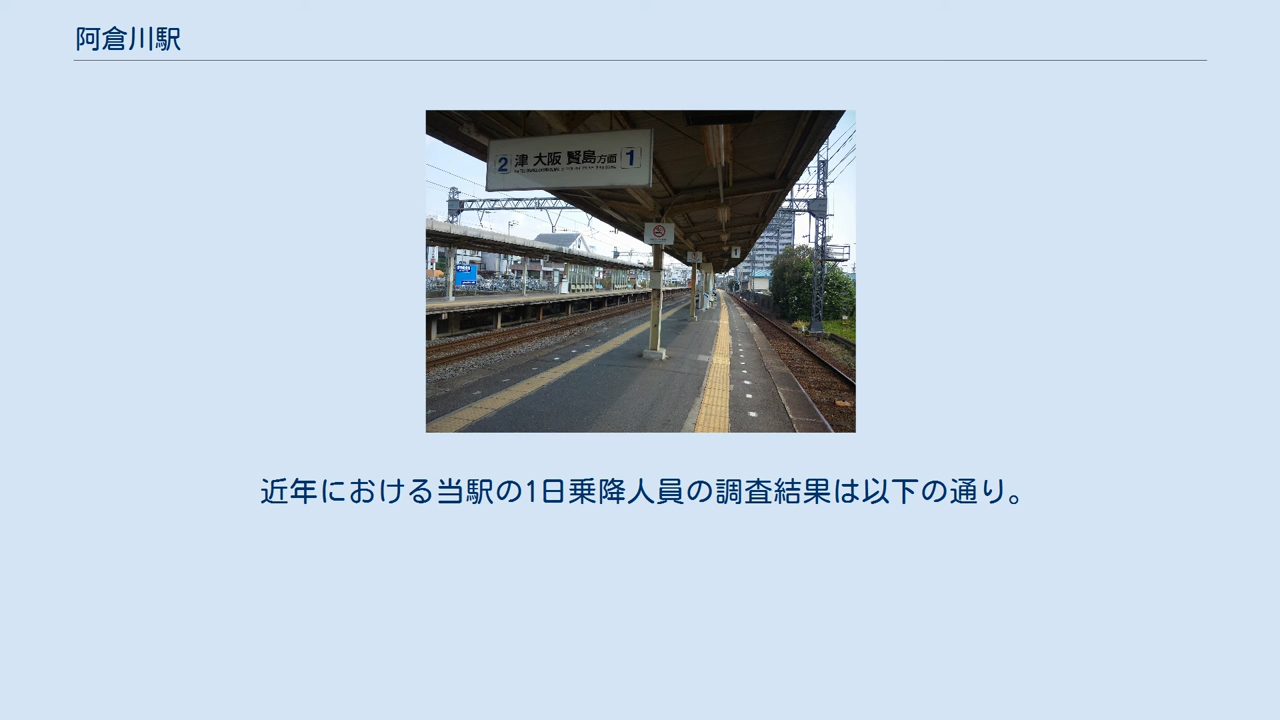 阿倉川駅
2 津 大阪 賢島方面 1
近年における当駅の1日乗降人員の調査結果は以下の通り。